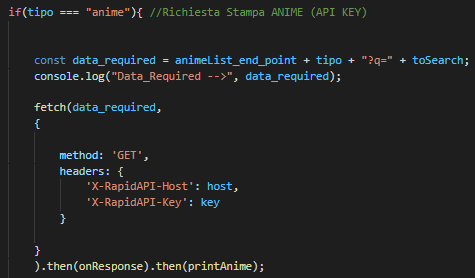 if(tipo === "anime"){ //Richiesta Stampa ANIME (API KEY)
const data_required = animeList_end_point + tipo + "?q=" + toSearch;
console.log("Data_Required -->", data_required);
fetch(data_required,
{
method: 'GET',
headers: {
'X-RapidAPI-Host': host,
'X-RapidAPI-Key': key
}
}
).then(onResponse).then(printAnime);